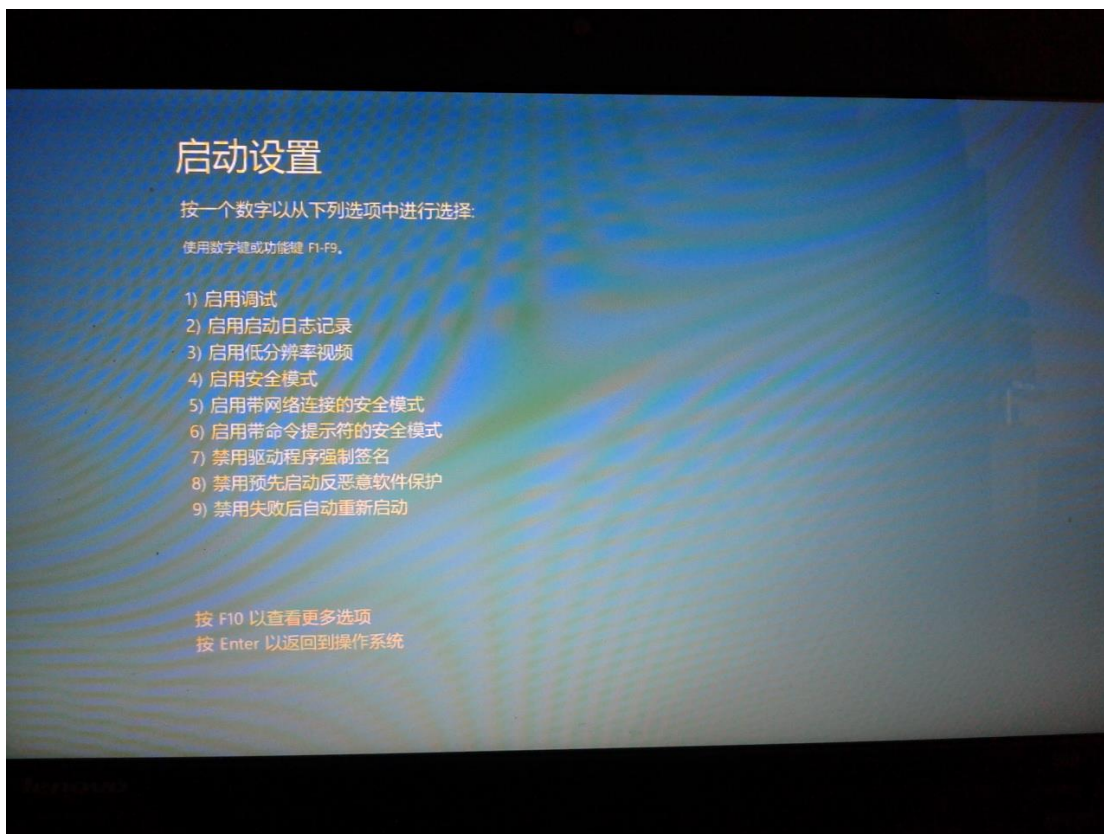 启动设置
按一个数字以从下列选项中进行选择:
使用数字键或功能键 F1-F9。
1) 启用调试
2) 启用启动日志记录
3) 启用低分辨率视频
4) 启用安全模式
5) 启用带网络连接的安全模式
6) 启用带命令提示符的安全模式
7) 禁用驱动程序强制签名
8) 禁用预先启动反恶意软件保护
9) 禁用失败后自动重新启动
按 F10 以查看更多选项
按 Enter 以返回到操作系统
lenovo